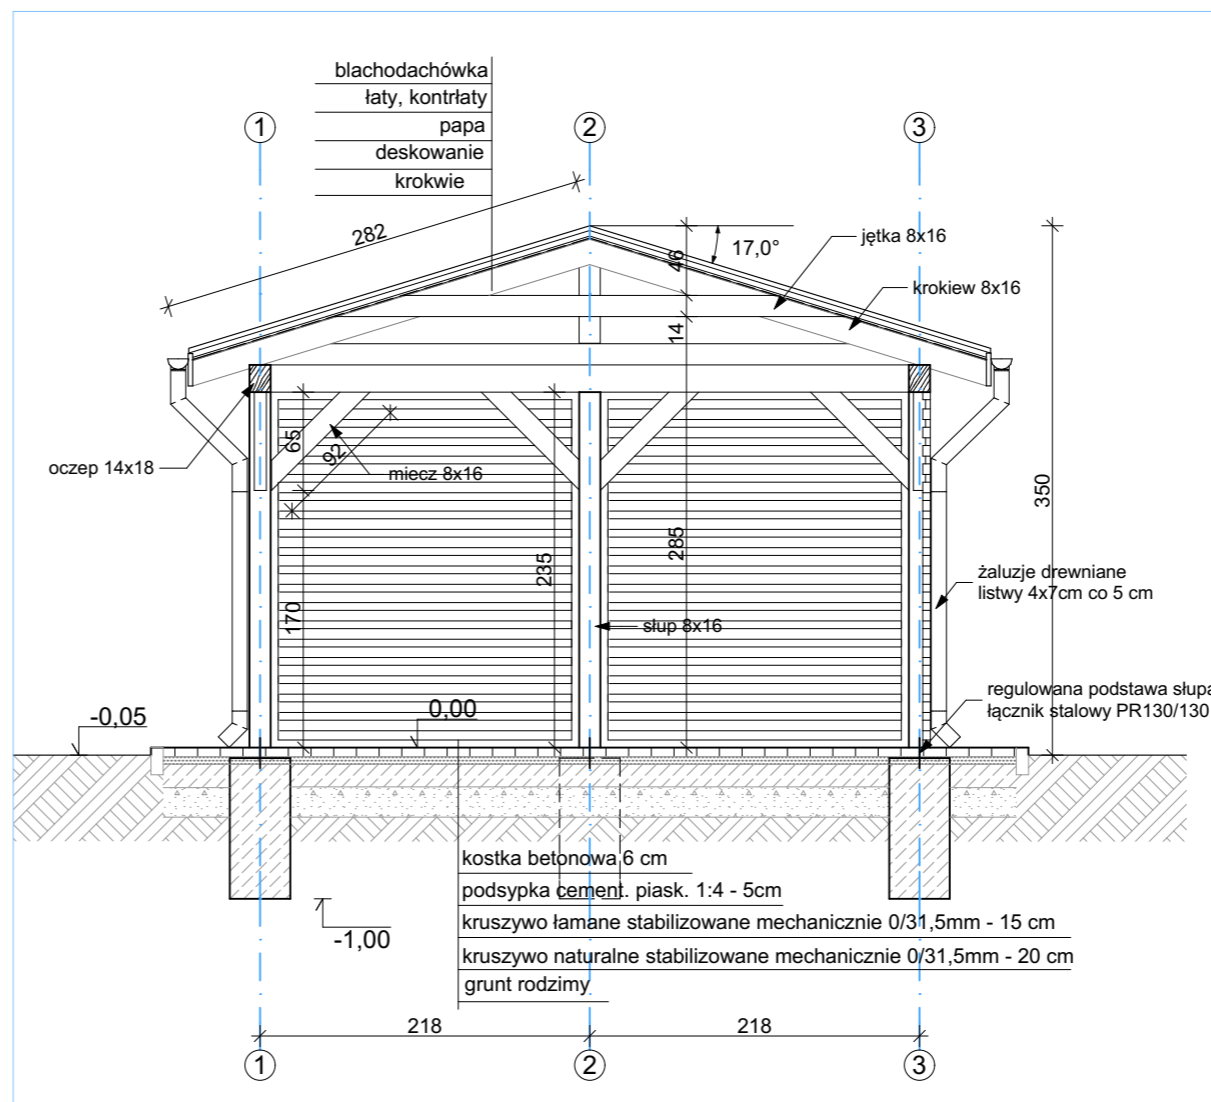 blachodachówka
łaty, kontrłaty
papa
deskowanie
krokwie
1
2
3
282
46
17,0°
jętka 8x16
krokiew 8x16
14
oczep 14x18
65
92
miecz 8x16
350
285
235
170
słup 8x16
żaluzje drewniane
listwy 4x7cm co 5 cm
regulowana podstawa słupa
łącznik stalowy PR130/130
-0,05
0,00
-1,00
kostka betonowa 6 cm
podsypka cement. piask. 1:4 - 5cm
kruszywo łamane stabilizowane mechanicznie 0/31,5mm - 15 cm
kruszywo naturalne stabilizowane mechanicznie 0/31,5mm - 20 cm
grunt rodzimy
218
218
1
2
3